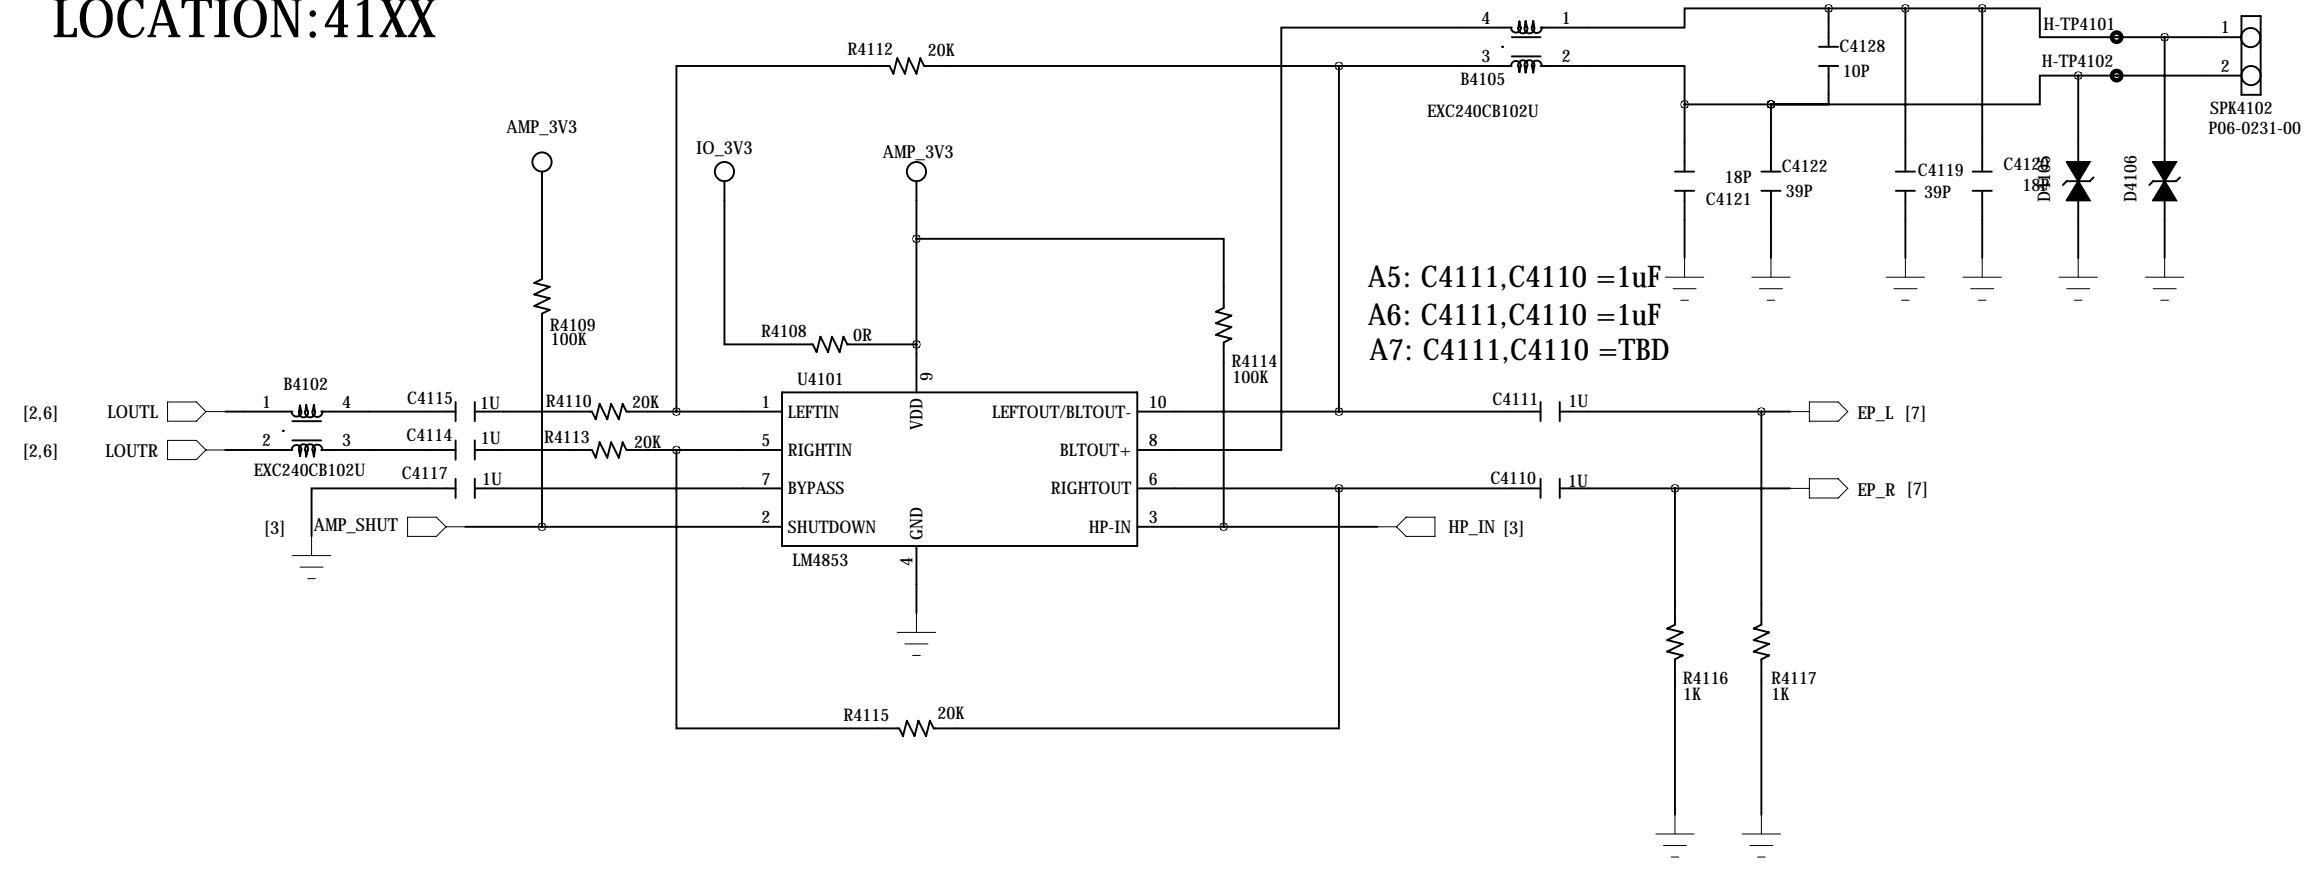 LOCATION:41XX
R4112 20K
4 1
3 2
B4105
EXC240CB102U
C4128
10P
H-TP4101
H-TP4102
1
2
SPK4102
P06-0231-00
AMP_3V3
IO_3V3
AMP_3V3
18P
C4121
C4122
39P
C4119
39P
C4120
18P
D4105
D4106
A5: C4111,C4110 =1uF
A6: C4111,C4110 =1uF
A7: C4111,C4110 =TBD
R4109
100K
R4108 0R
R4114
100K
U4101
9
B4102
[2,6] LOUTL 1 4 C4115 1U R4110 20K 1 LEFTIN VDD LEFTOUT/BLTOUT- 10 C4111 1U EP_L [7]
[2,6] LOUTR 2 3 C4114 1U R4113 20K 5 RIGHTIN BLTOUT+ 8
EXC240CB102U
C4117 1U 7 BYPASS RIGHTOUT 6 C4110 1U EP_R [7]
[3] AMP_SHUT 2 SHUTDOWN GND HP-IN 3 HP_IN [3]
LM4853
4
R4116
1K
R4117
1K
R4115 20K